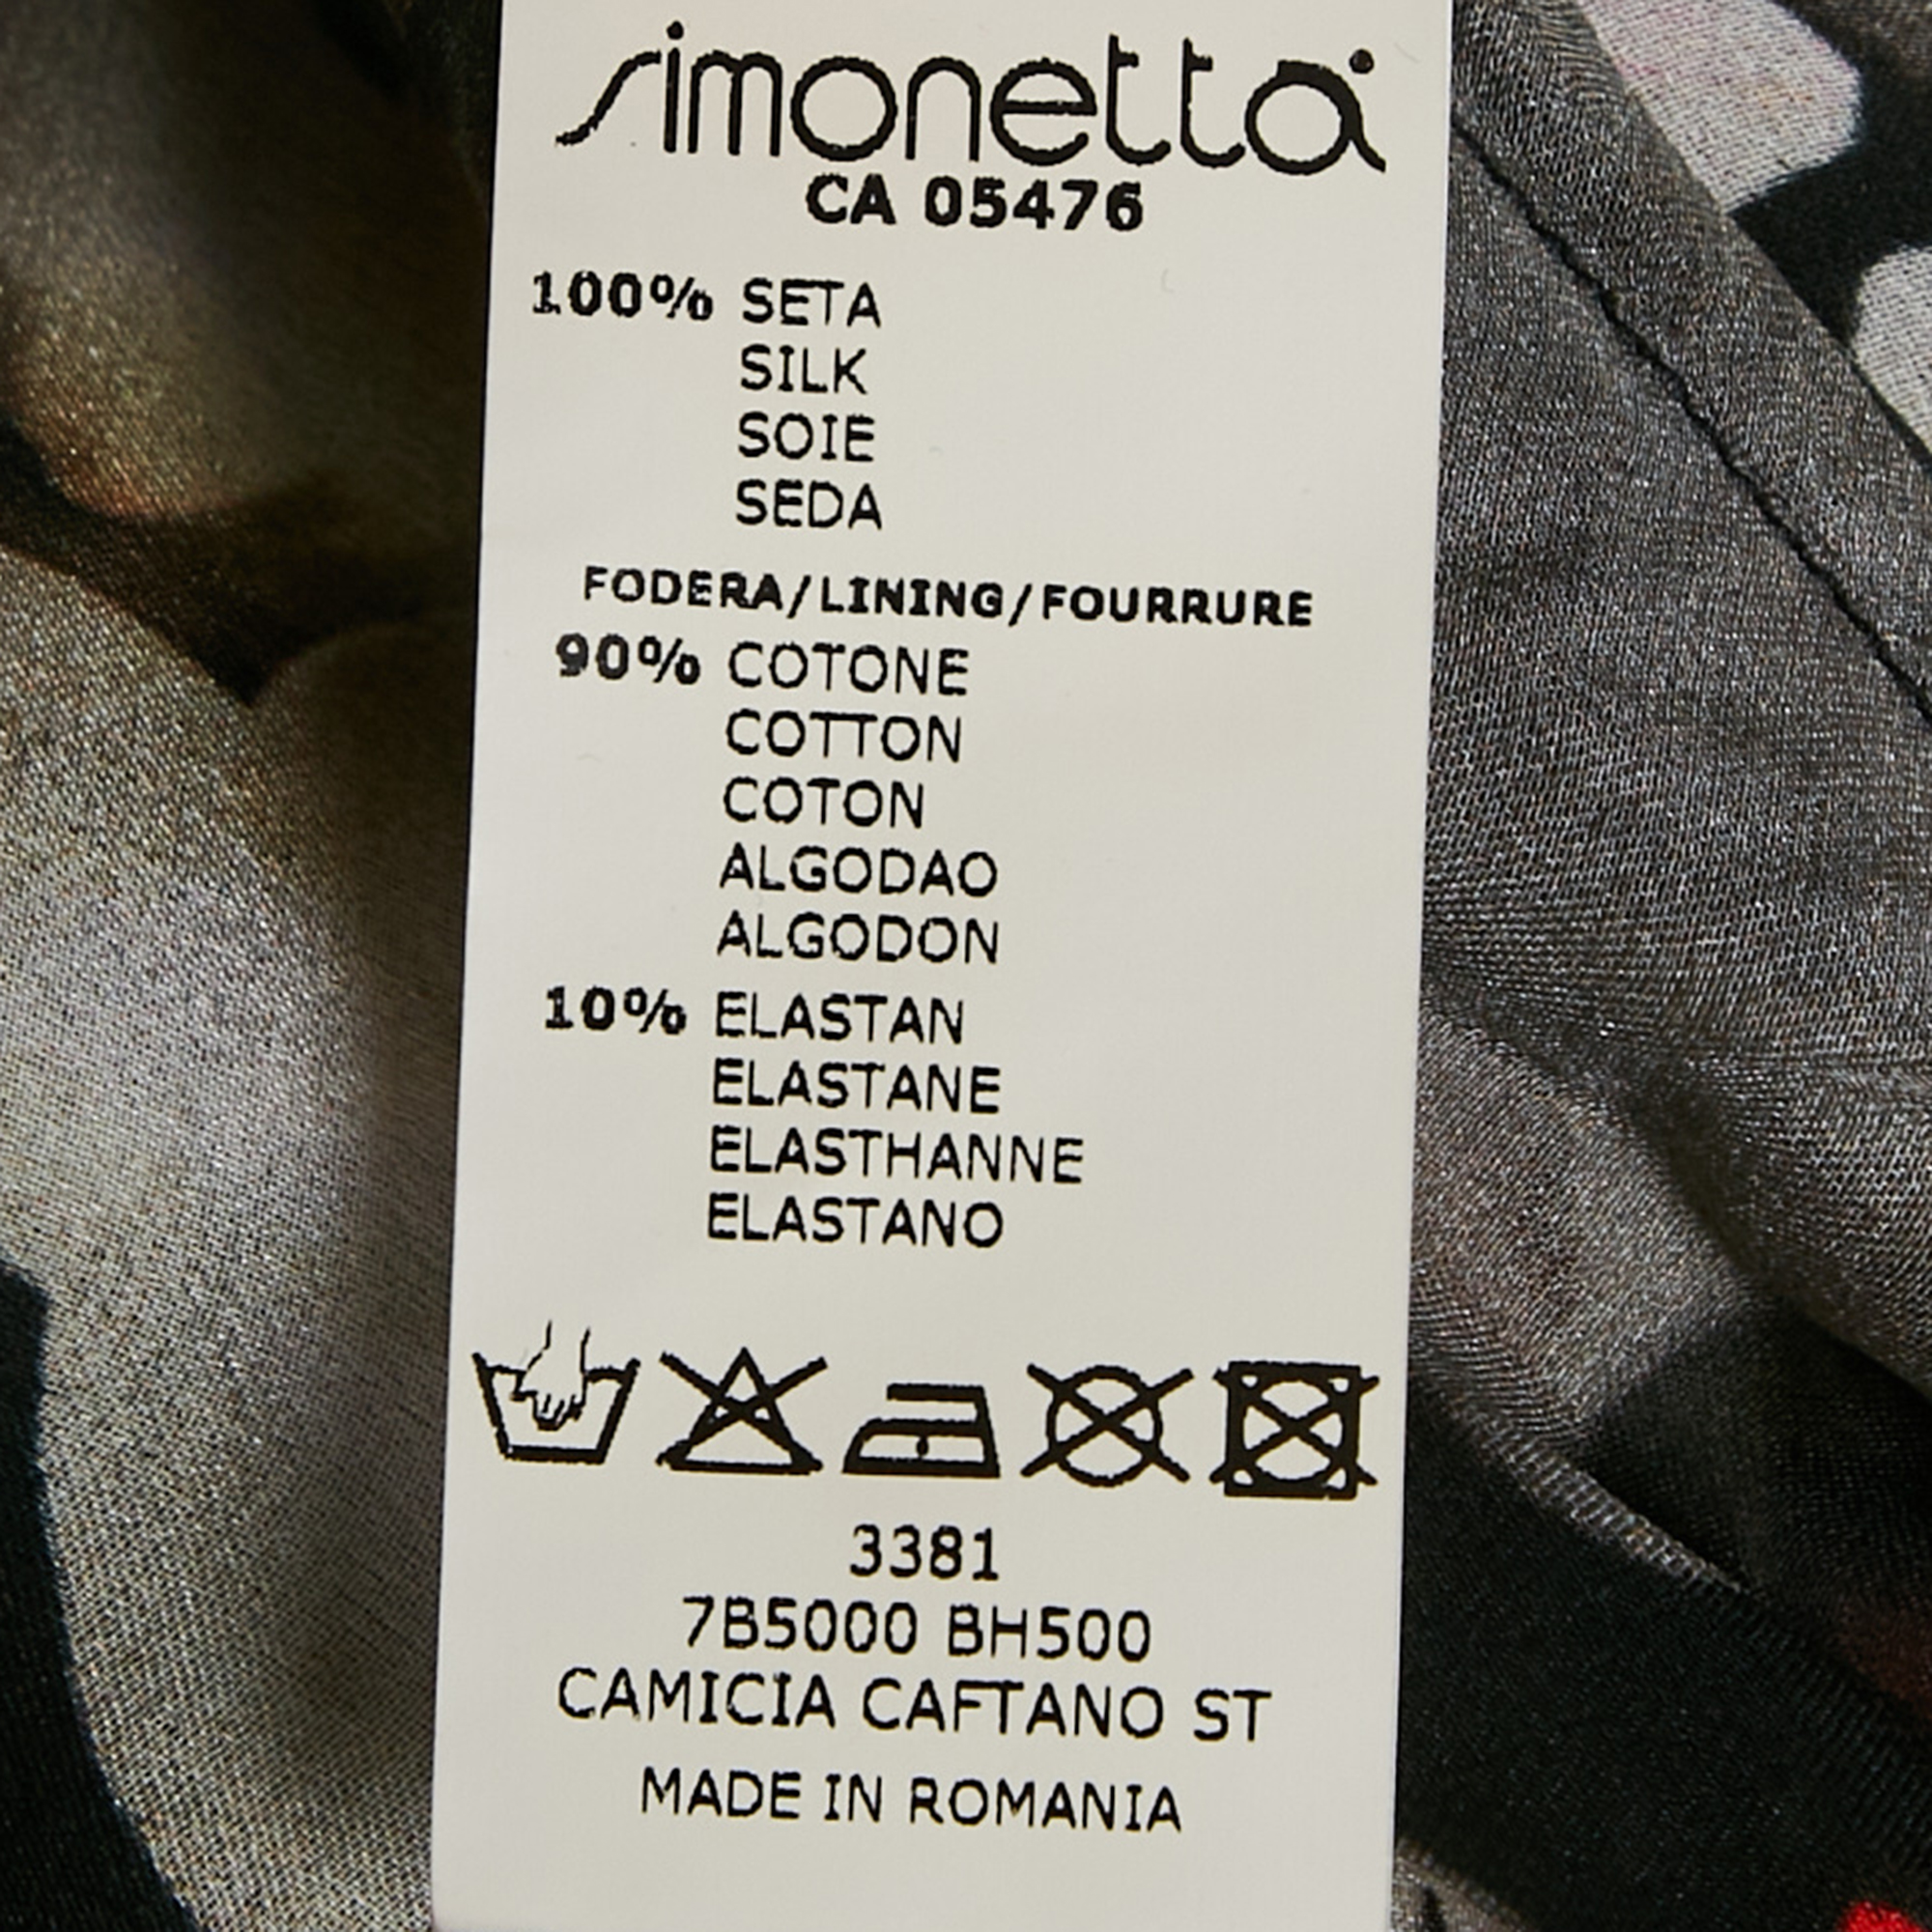 simonetta
CA 05476
100% SETA
SILK
SOIE
SEDA
FODERA/LINING/FOURRURE
90% COTONE
COTTON
COTON
ALGODAO
ALGODON
10% ELASTAN
ELASTANE
ELASTHANNE
ELASTANO
3381
7B5000 BH500
CAMICIA CAFTANO ST
MADE IN ROMANIA